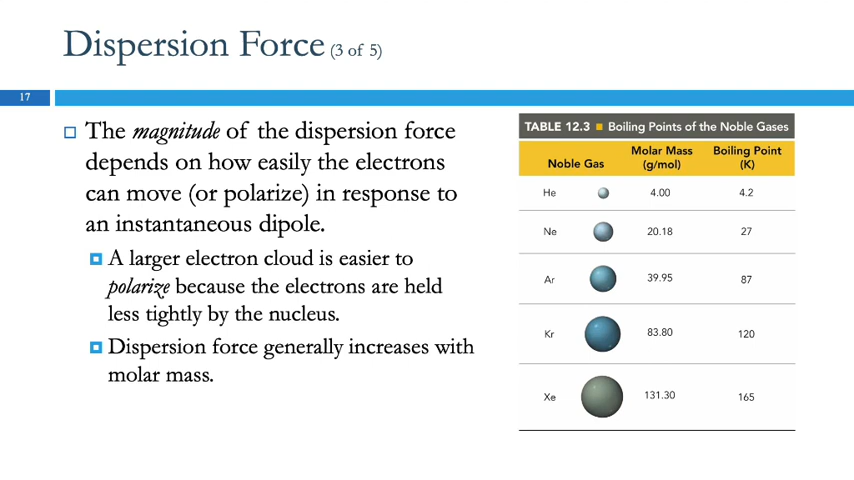 Dispersion Force (3 of 5)
17
The magnitude of the dispersion force
depends on how easily the electrons
can move (or polarize) in response to
an instantaneous dipole.
A larger electron cloud is easier to
polarize because the electrons are held
less tightly by the nucleus.
Dispersion force generally increases with
molar mass.
TABLE 12.3 ■ Boiling Points of the Noble Gases
Noble Gas Molar Mass (g/mol) Boiling Point (K)
He 4.00 4.2
Ne 20.18 27
Ar 39.95 87
Kr 83.80 120
Xe 131.30 165